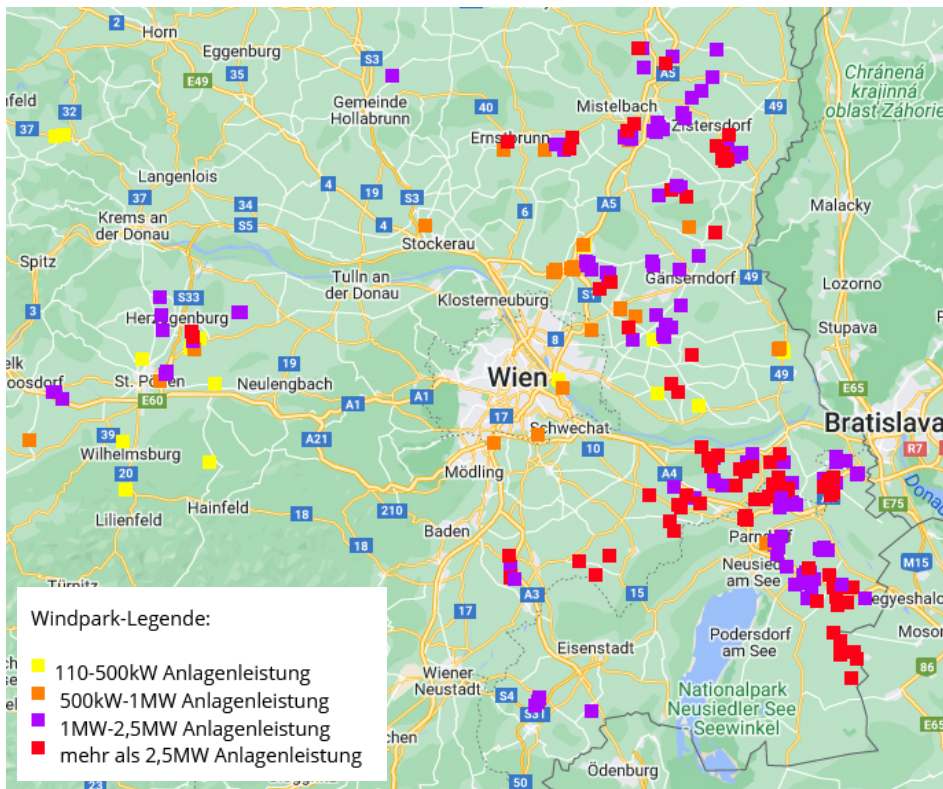 2
Horn
Eggenburg
S3
A5
Chránená
krajinná
oblast Záhorie
E49
35
Gemeinde
Hollabrunn
40
Mistelbach
49
32
37
Ernstbrunn
Zistersdorf
Langenlois
37
34
4
19
S3
6
A5
Malacky
Krems an
der Donau
S5
4
Stockerau
Spitz
Tulln an
der Donau
S1
Gänserndorf
49
Lozorno
S33
Klosterneuburg
3
Herzogenburg
8
Stupava
19
Wien
49
E65
St. Pölten
Neulengbach
E60
A1
A1
17
Bratislava
39
A21
Schwechat
10
R7
Wilhelmsburg
20
Mödling
A4
Hainfeld
210
E75
Donau
Lilienfeld
18
Baden
18
Parndorf
Neusiedl
am See
M15
Türnitz
A3
15
17
Windpark-Legende:
Podersdorf
am See
Eisenstadt
86
110-500kW Anlagenleistung
Wiener
Neustadt
500kW-1MW Anlagenleistung
S4
S31
Nationalpark
Neusiedler See
Seewinkel
E65
1MW-2,5MW Anlagenleistung
mehr als 2,5MW Anlagenleistung
Ödenburg
23
50